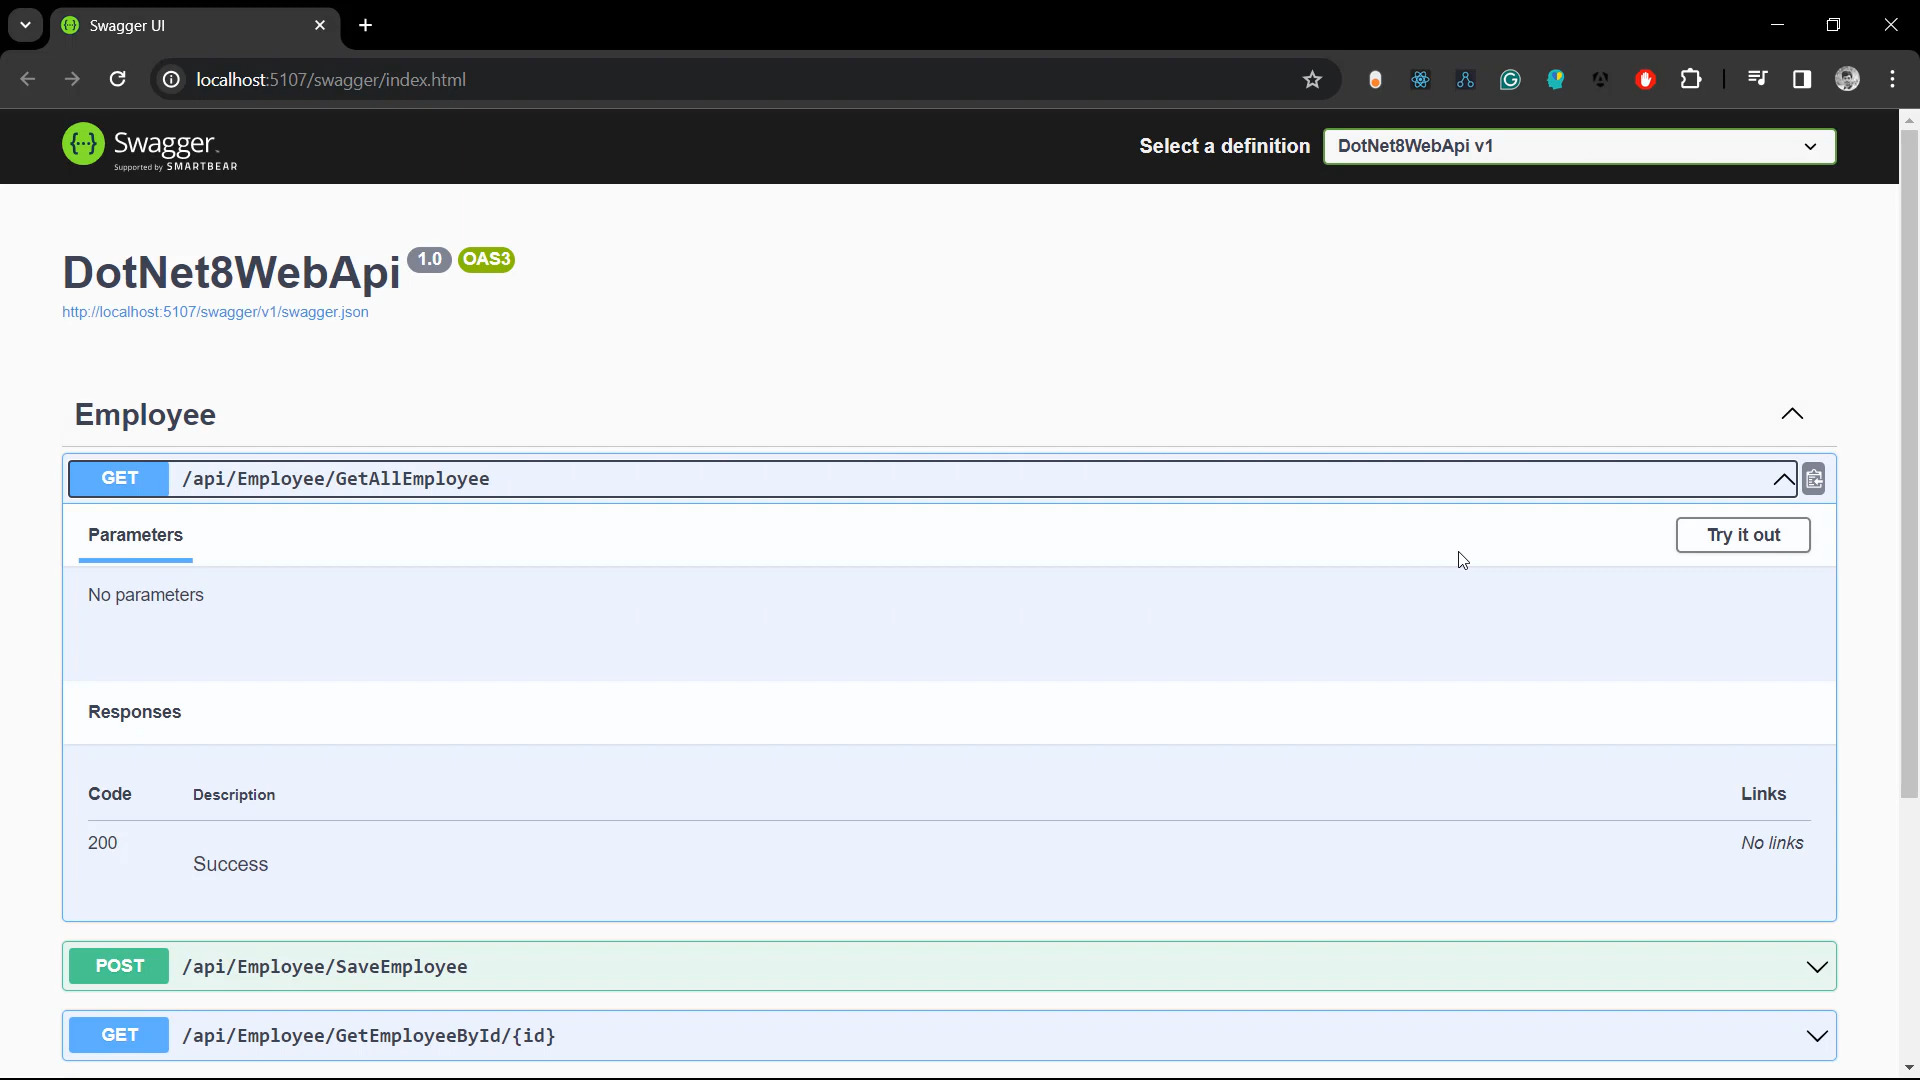 Swagger UI
localhost:5107/swagger/index.html
Swagger
Supported by SMARTBEAR
Select a definition
DotNet8WebApi v1
DotNet8WebApi 1.0 OAS3
http://localhost:5107/swagger/v1/swagger.json
Employee
GET /api/Employee/GetAllEmployee
Parameters
Try it out
No parameters
Responses
Code Description Links
200 No links
Success
POST /api/Employee/SaveEmployee
GET /api/Employee/GetEmployeeById/{id}